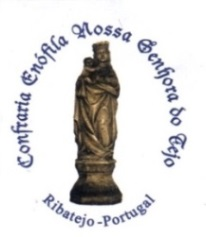 Confraria Enófila Nossa Senhora do Tejo
Ribatejo-Portugal